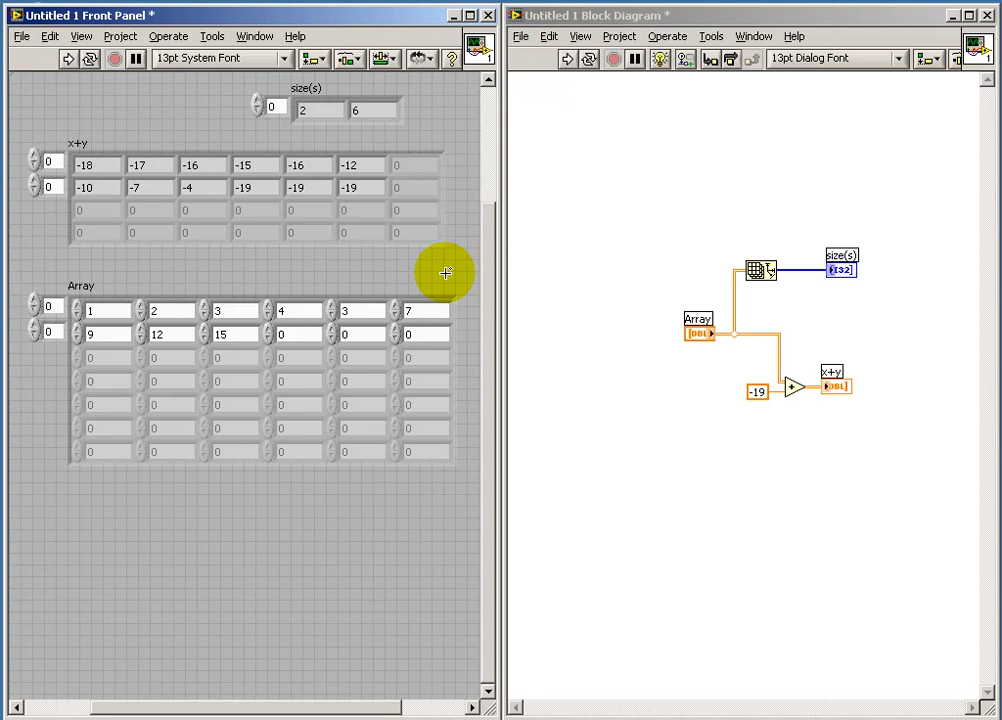 Untitled 1 Front Panel *
File Edit View Project Operate Tools Window Help
13pt System Font
1
size(s)
0 2 6
x+y
0 -18 -17 -16 -15 -16 -12 0
0 -10 -7 -4 -19 -19 -19 0
0 0 0 0 0 0 0
0 0 0 0 0 0 0
Array
0 1 2 3 4 3 7
0 9 12 15 0 0 0
0 0 0 0 0 0
0 0 0 0 0 0
0 0 0 0 0 0
0 0 0 0 0 0
0 0 0 0 0 0
Untitled 1 Block Diagram *
File Edit View Project Operate Tools Window Help
13pt Dialog Font
1
size(s)
I32]
Array
[DBL
x+y
-19 + DBL]